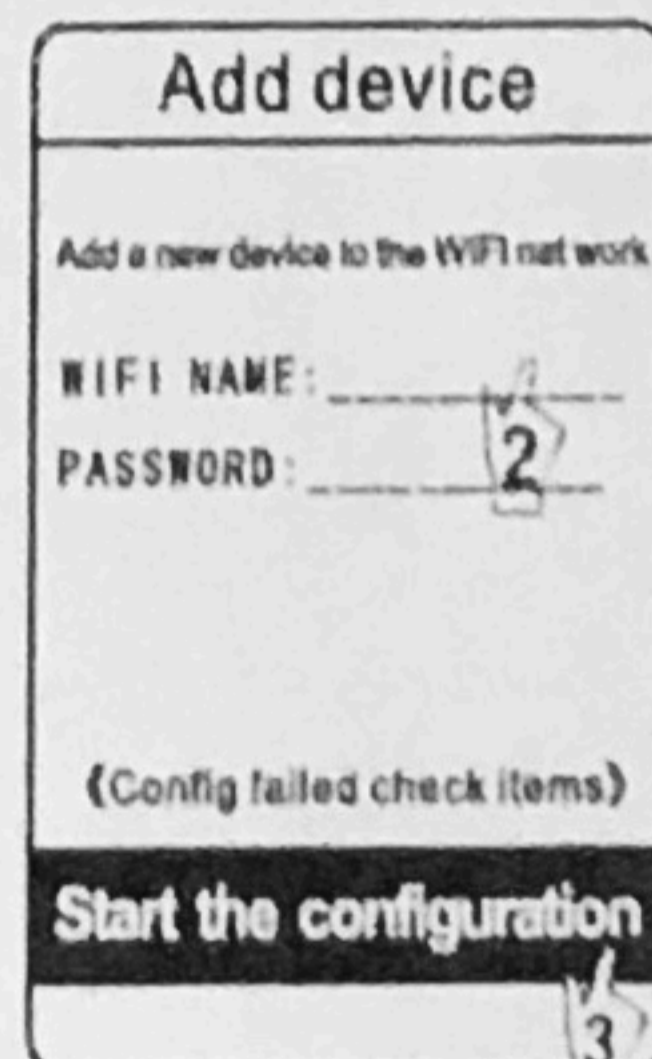 Add device
Add a new device to the WIFI net work
WIFI NAME:
2
PASSWORD:
《Config failed check items》
Start the configuration
3